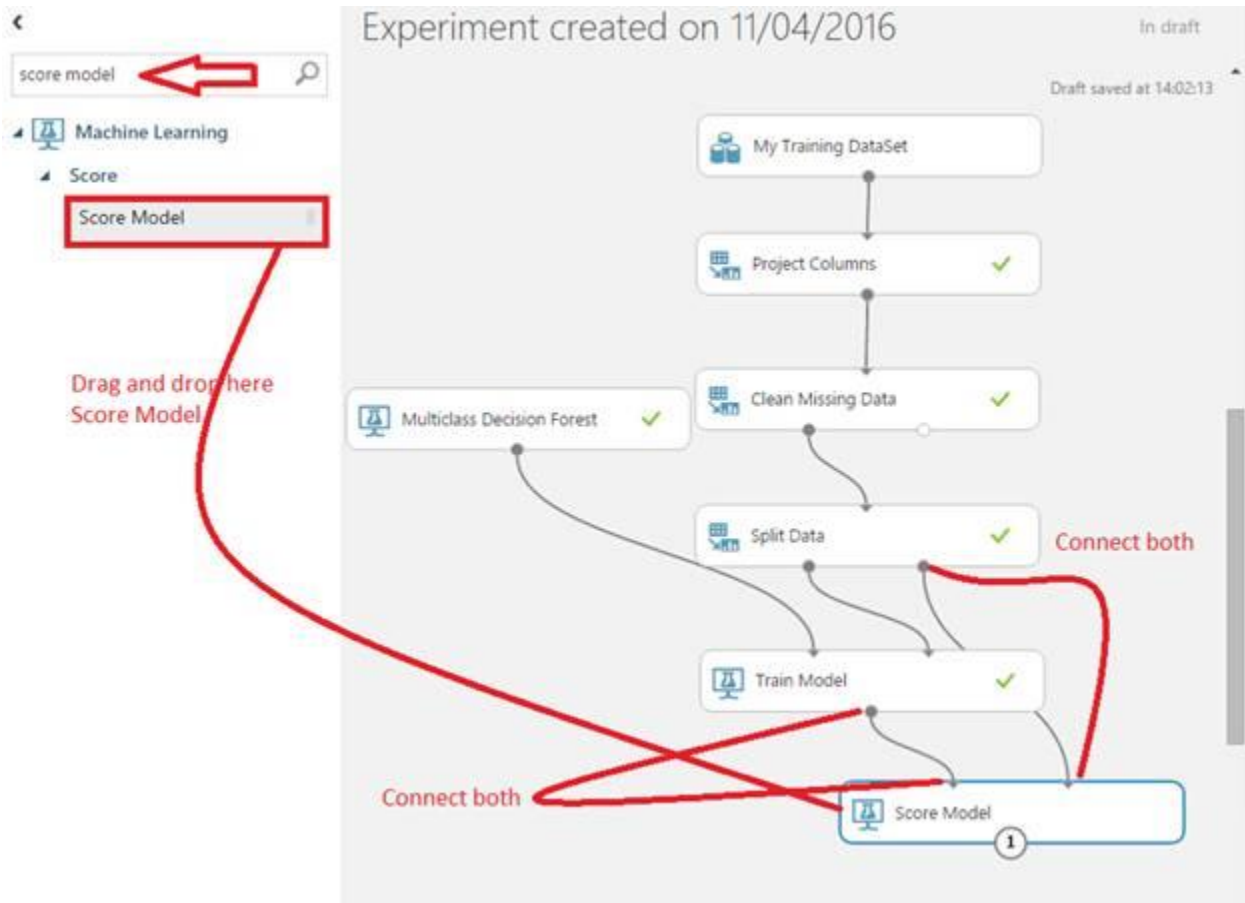 Experiment created on 11/04/2016
In draft
score model
Draft saved at 14:02:13
Machine Learning
Score
Score Model
My Training DataSet
Project Columns
Drag and drop here
Score Model
Clean Missing Data
Multiclass Decision Forest
Split Data
Connect both
Train Model
Connect both
Score Model
1